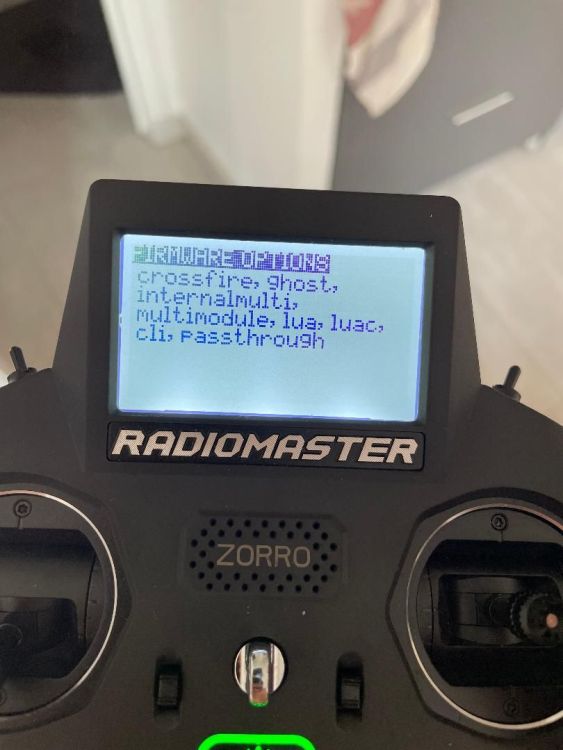 FIRMWARE OPTIONS
crossfire, ghost,
internalmulti,
multimodule, lua, luac,
cli, passthrough
RADIOMASTER
ZORRO